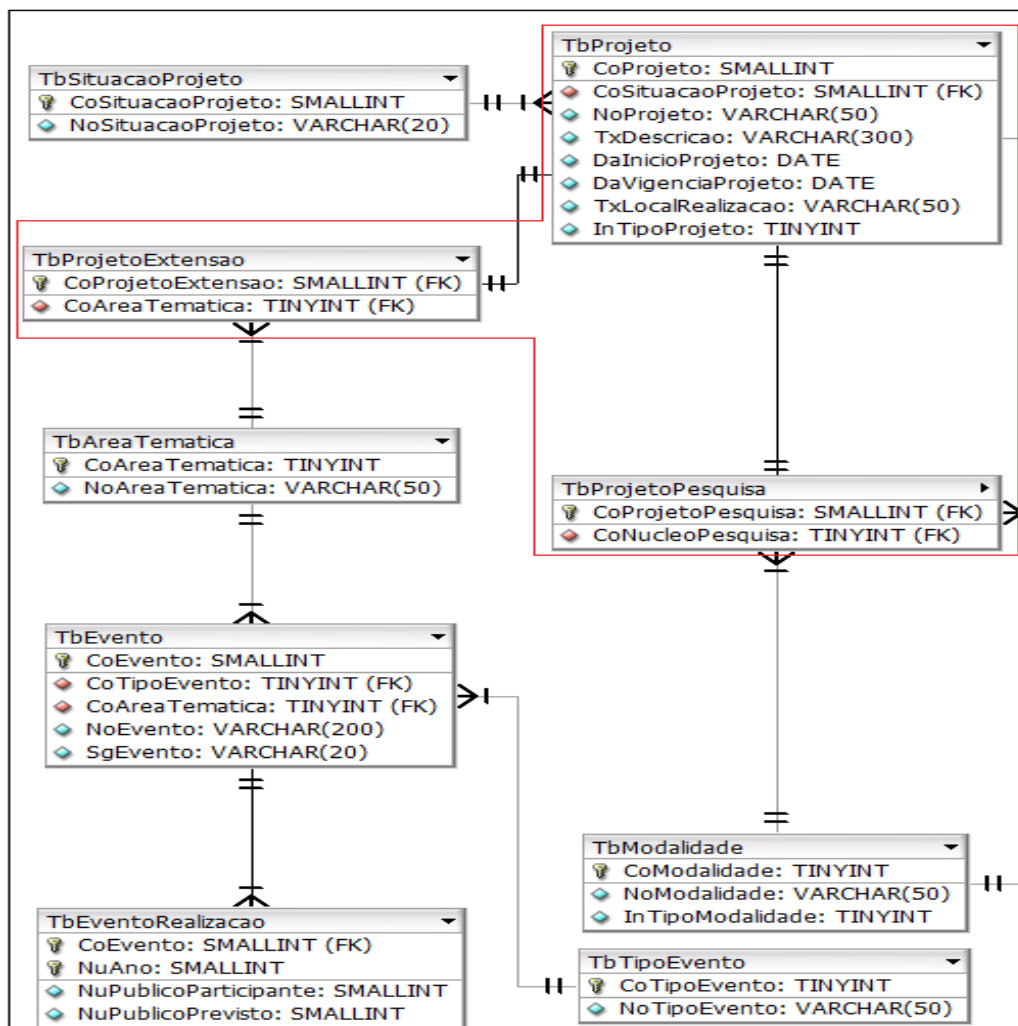 TbProjeto
CoProjeto: SMALLINT
CoSituacaoProjeto: SMALLINT (FK)
NoProjeto: VARCHAR(50)
TxDescricao: VARCHAR(300)
DaInicioProjeto: DATE
DaVigenciaProjeto: DATE
TxLocalRealizacao: VARCHAR(50)
InTipoProjeto: TINYINT
TbSituacaoProjeto
CoSituacaoProjeto: SMALLINT
NoSituacaoProjeto: VARCHAR(20)
TbProjetoExtensao
CoProjetoExtensao: SMALLINT (FK)
CoAreaTematica: TINYINT (FK)
TbAreaTematica
CoAreaTematica: TINYINT
NoAreaTematica: VARCHAR(50)
TbProjetoPesquisa
CoProjetoPesquisa: SMALLINT (FK)
CoNucleoPesquisa: TINYINT (FK)
TbEvento
CoEvento: SMALLINT
CoTipoEvento: TINYINT (FK)
CoAreaTematica: TINYINT (FK)
NoEvento: VARCHAR(200)
SgEvento: VARCHAR(20)
TbModalidade
CoModalidade: TINYINT
NoModalidade: VARCHAR(50)
InTipoModalidade: TINYINT
TbEventoRealizacao
CoEvento: SMALLINT (FK)
NuAno: SMALLINT
NuPublicoParticipante: SMALLINT
NuPublicoPrevisto: SMALLINT
TbTipoEvento
CoTipoEvento: TINYINT
NoTipoEvento: VARCHAR(50)